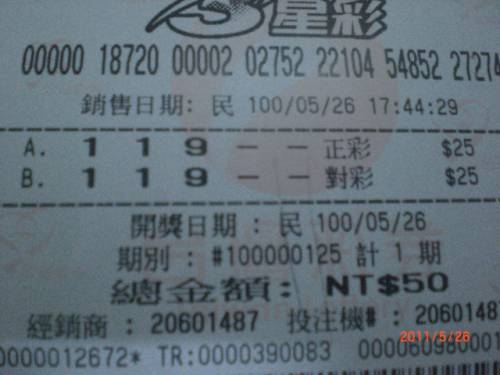 3星彩
00000 18720 00002 02752 22104 54852 27274
銷售日期: 民 100/05/26 17:44:29
A. 1 1 9 - - 正彩 $25
B. 1 1 9 - - 對彩 $25
開獎日期 : 民 100/05/26
期別 : #100000125 計 1 期
總金額: NT$50
經銷商 : 20601487 投注機# : 2060148
2011/5/26
0000012672* TR:0000390083 0000609800